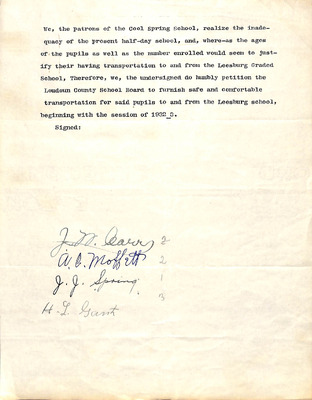 We, the patrons of the Cool Spring School, realize the inade-
quacy of the present half-day school, and, where-as the ages
of the pupils as well as the number enrolled would seem to just-
ify their having transportation to and from the Leesburg Graded
School, Therefore, We, the undersigned do humbly petition the
Loudoun County School Board to furnish safe and comfortable
transportation for said pupils to and from the Leesburg school,
beginning with the session of
Signed:
J. W. 2
A. C. Moffett 2
J. J. Spring 1
3
H. L. Gant